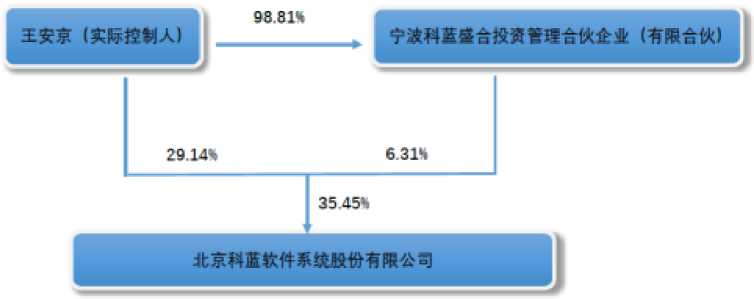 98.81%
王安京（实际控制人）
宁波科蓝盛合投资管理合伙企业（有限合伙）
29.14%
6.31%
35.45%
北京科蓝软件系统股份有限公司